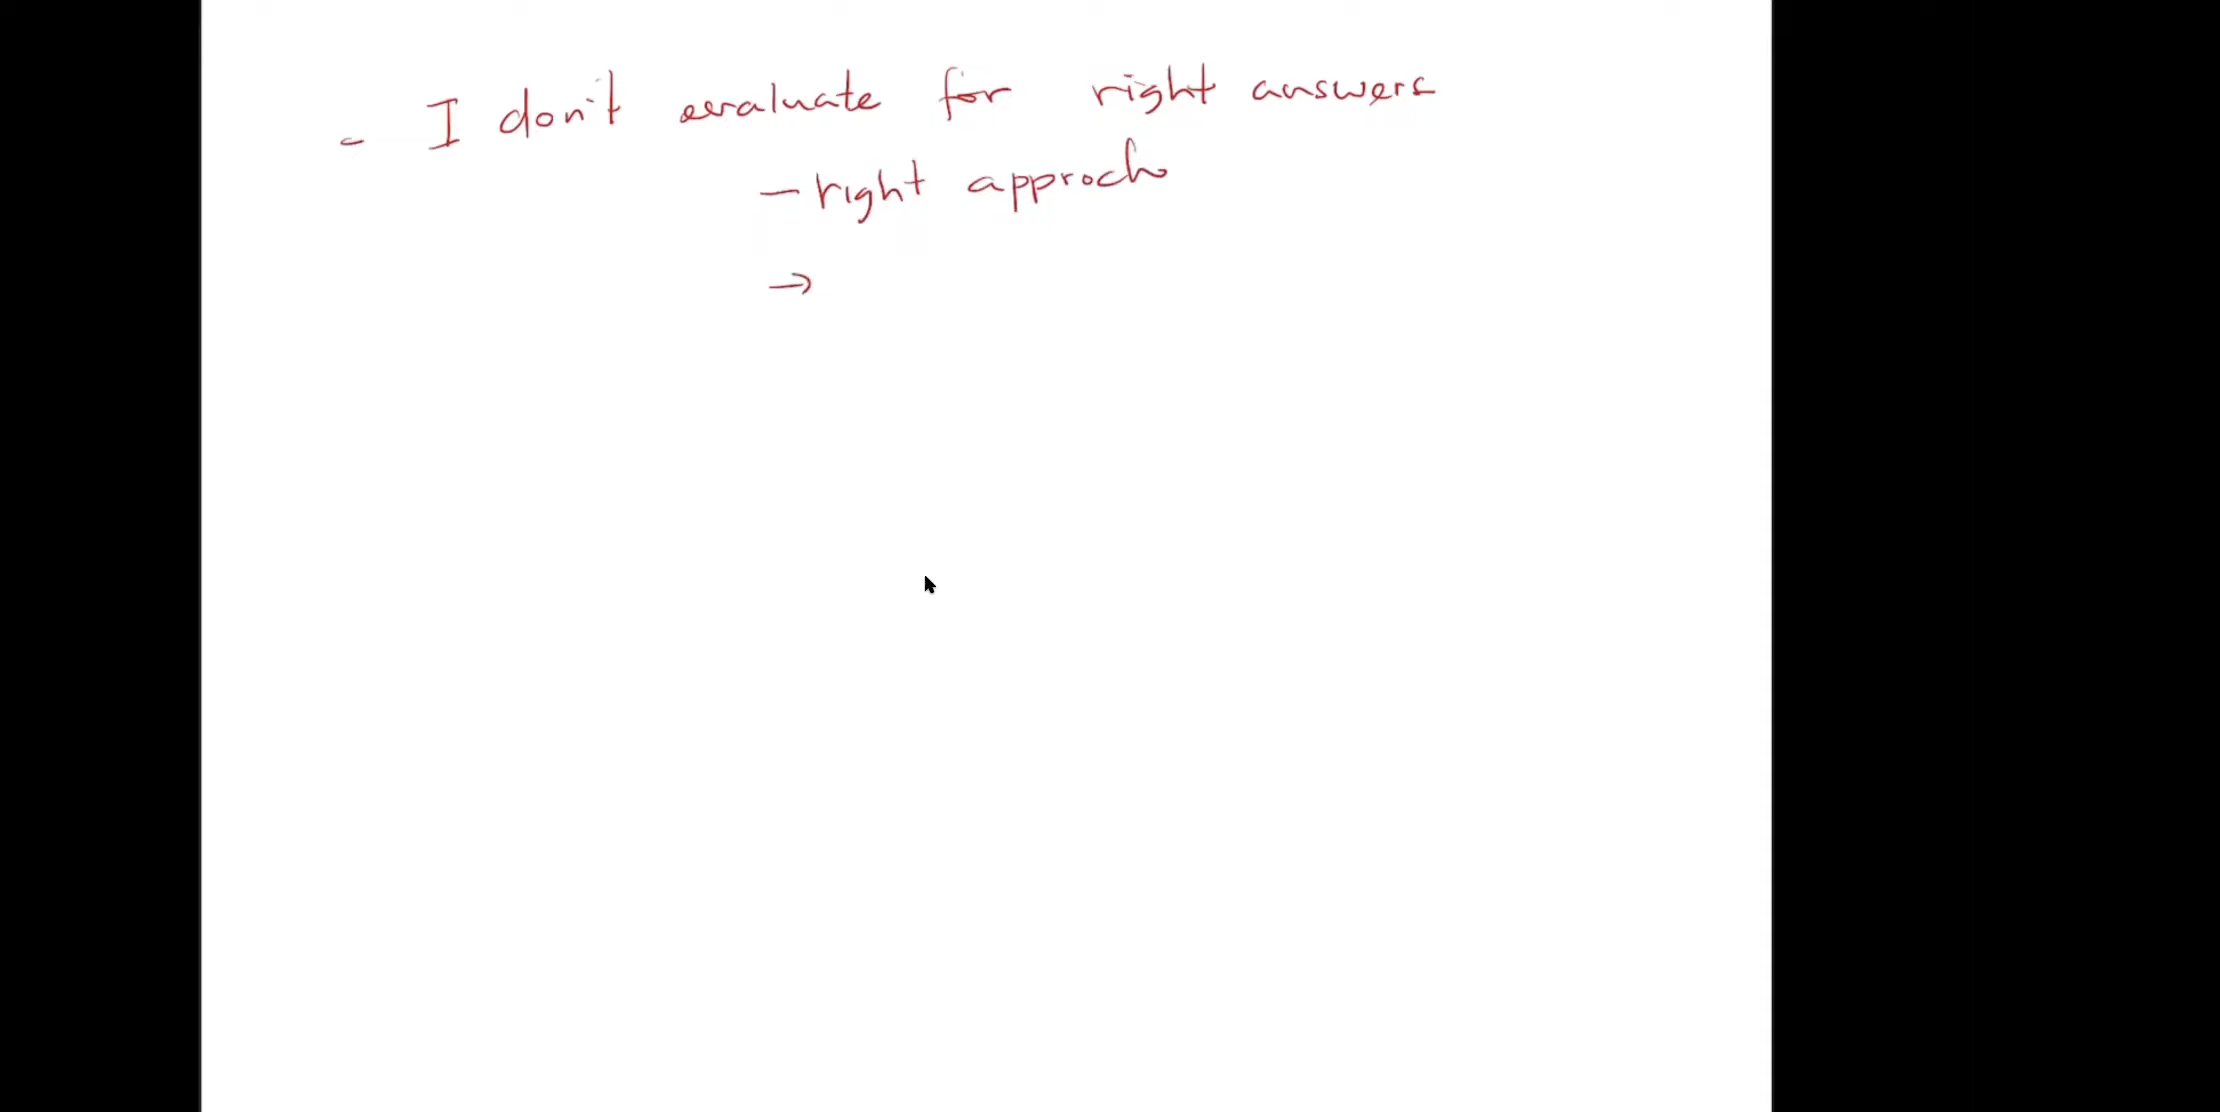 - I don't evaluate for right answers
- right approch
→